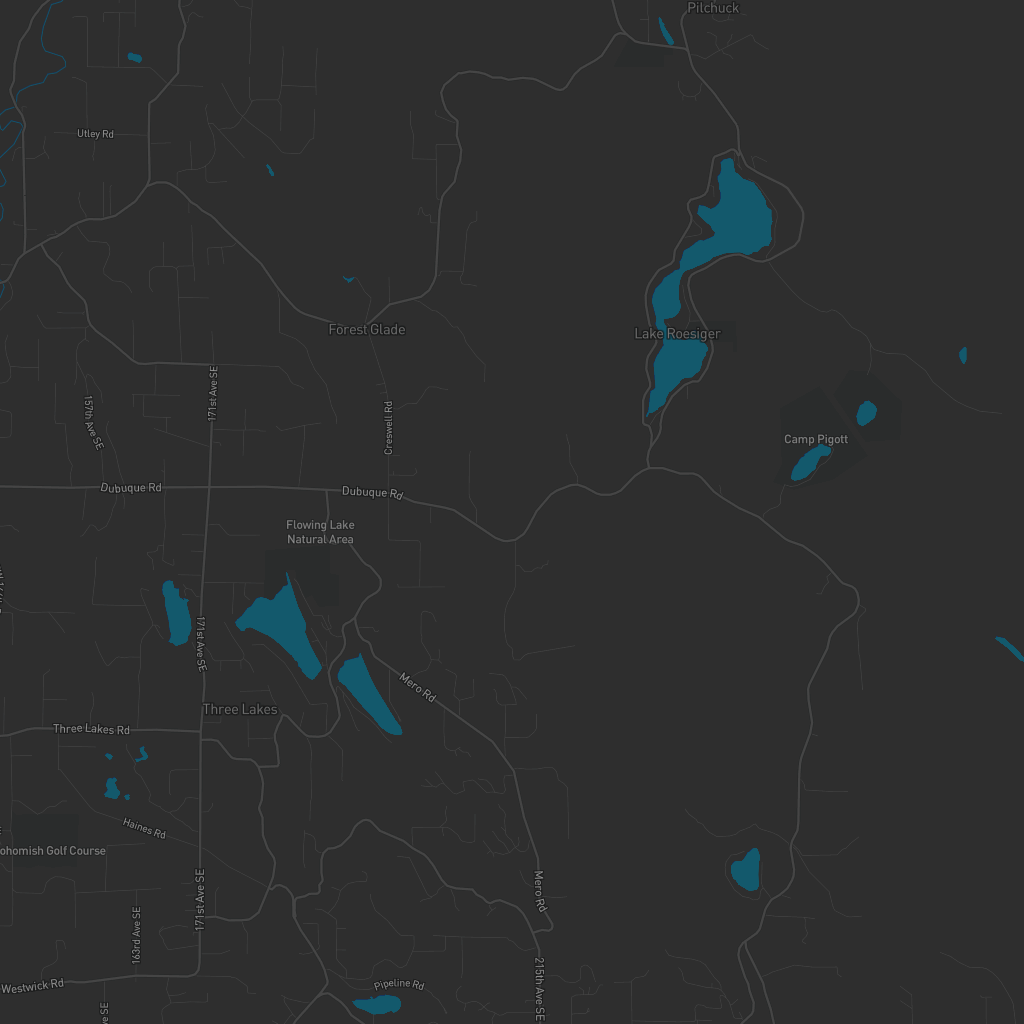 Pilchuck
Utley Rd
Forest Glade
Lake Roesiger
171st Ave SE
157th Ave SE
Creswell Rd
Camp Pigott
Dubuque Rd
Dubuque Rd
Flowing Lake
Natural Area
171st Ave SE
Mero Rd
Three Lakes
Three Lakes Rd
Haines Rd
ohomish Golf Course
171st Ave SE
Mero Rd
163rd Ave SE
215th Ave SE
Westwick Rd
Pipeline Rd
ve SE